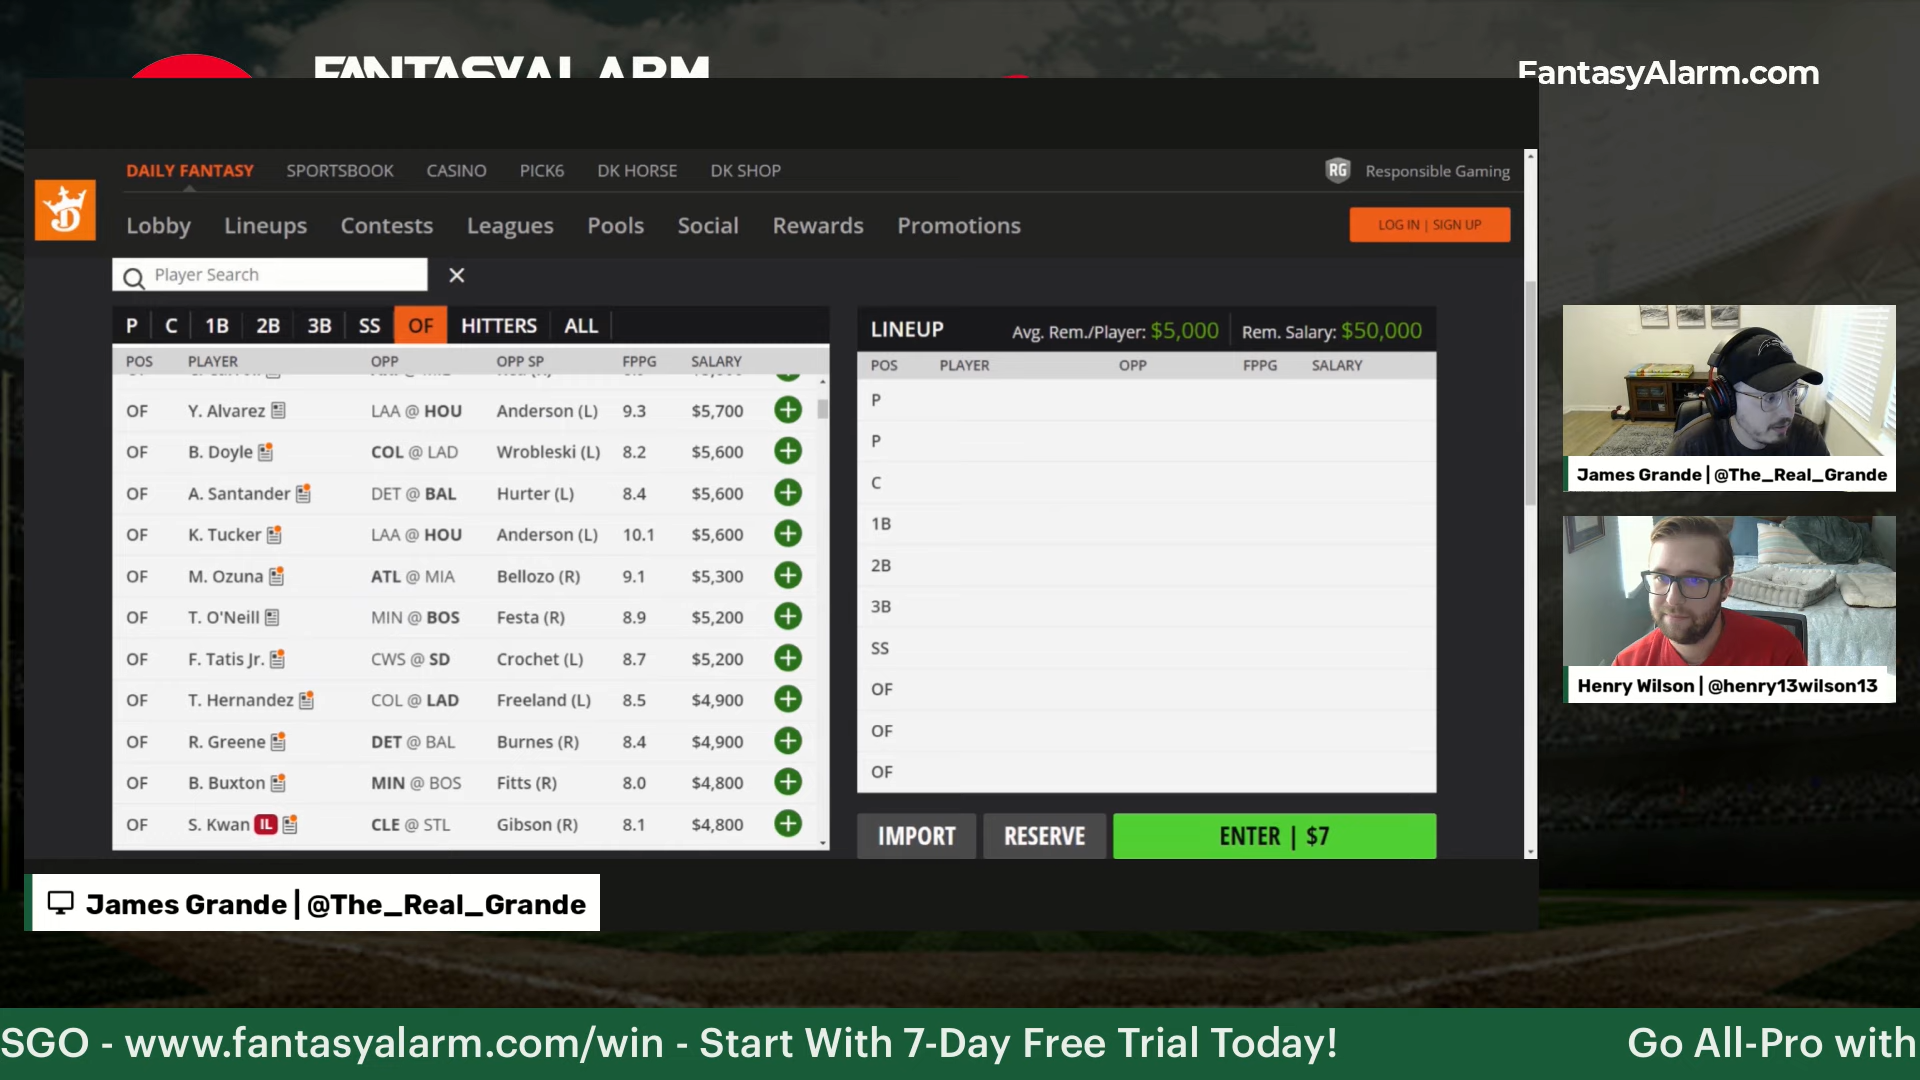 FANTASYALARM
FantasyAlarm.com
DAILY FANTASY SPORTSBOOK CASINO PICK6 DK HORSE DK SHOP
RG Responsible Gaming
Lobby Lineups Contests Leagues Pools Social Rewards Promotions
LOG IN | SIGN UP
Player Search
P C 1B 2B 3B SS OF HITTERS ALL
POS PLAYER OPP OPP SP FPPG SALARY
OF Y. Alvarez LAA @ HOU Anderson (L) 9.3 $5,700
OF B. Doyle COL @ LAD Wrobleski (L) 8.2 $5,600
OF A. Santander DET @ BAL Hurter (L) 8.4 $5,600
OF K. Tucker LAA @ HOU Anderson (L) 10.1 $5,600
OF M. Ozuna ATL @ MIA Bellozo (R) 9.1 $5,300
OF T. O'Neill MIN @ BOS Festa (R) 8.9 $5,200
OF F. Tatis Jr. CWS @ SD Crochet (L) 8.7 $5,200
OF T. Hernandez COL @ LAD Freeland (L) 8.5 $4,900
OF R. Greene DET @ BAL Burnes (R) 8.4 $4,900
OF B. Buxton MIN @ BOS Fitts (R) 8.0 $4,800
OF S. Kwan IL CLE @ STL Gibson (R) 8.1 $4,800
LINEUP Avg. Rem./Player: $5,000 Rem. Salary: $50,000
POS PLAYER OPP FPPG SALARY
P
P
C
1B
2B
3B
SS
OF
OF
OF
IMPORT RESERVE ENTER | $7
James Grande | @The_Real_Grande
Henry Wilson | @henry13wilson13
James Grande | @The_Real_Grande
SGO - www.fantasyalarm.com/win - Start With 7-Day Free Trial Today! Go All-Pro with